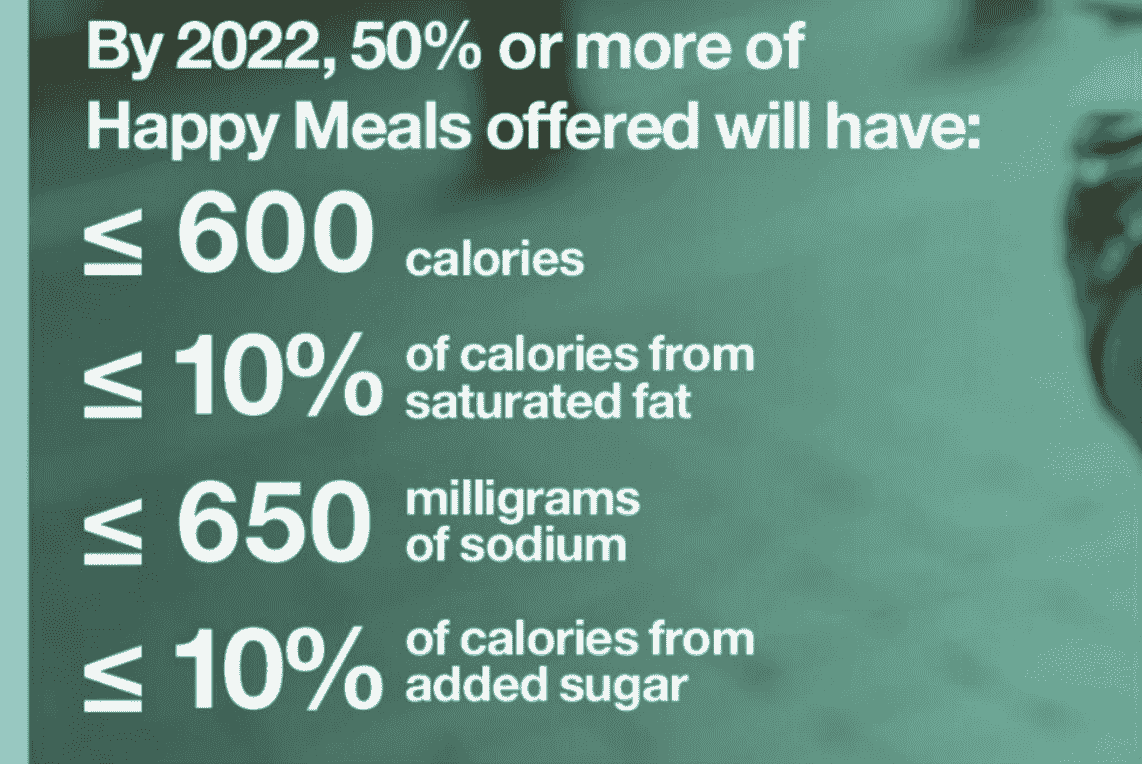 By 2022, 50% or more of
Happy Meals offered will have:
≤ 600 calories
≤ 10% of calories from
saturated fat
≤ 650 milligrams
of sodium
≤ 10% of calories from
added sugar